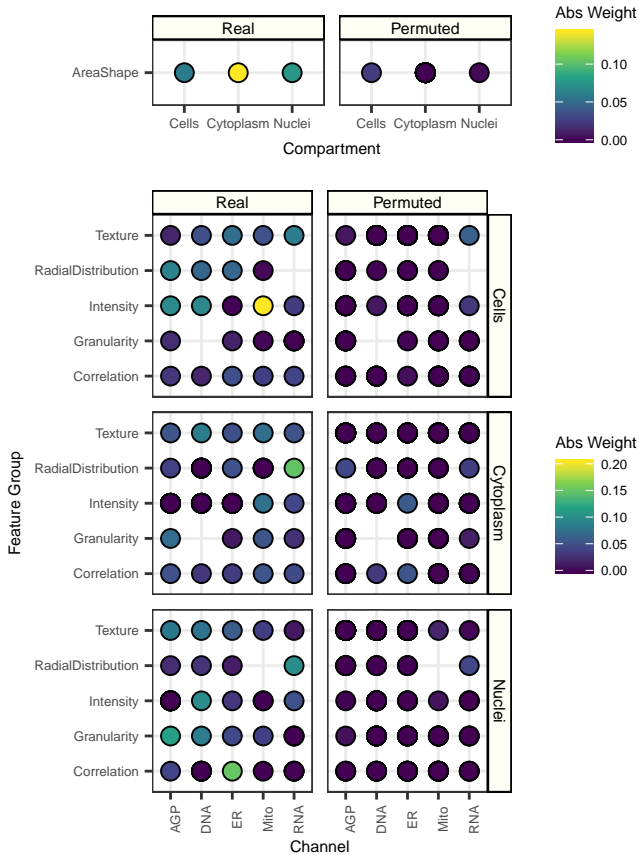 Real
Permuted
AreaShape
Cells
Cytoplasm
Nuclei
Cells
Cytoplasm
Nuclei
Compartment
Abs Weight
0.10
0.05
0.00
Real
Permuted
Texture
RadialDistribution
Intensity
Granularity
Correlation
Cells
Texture
RadialDistribution
Intensity
Granularity
Correlation
Cytoplasm
Texture
RadialDistribution
Intensity
Granularity
Correlation
Nuclei
Feature Group
AGP
DNA
ER
Mito
RNA
AGP
DNA
ER
Mito
RNA
Channel
Abs Weight
0.20
0.15
0.10
0.05
0.00